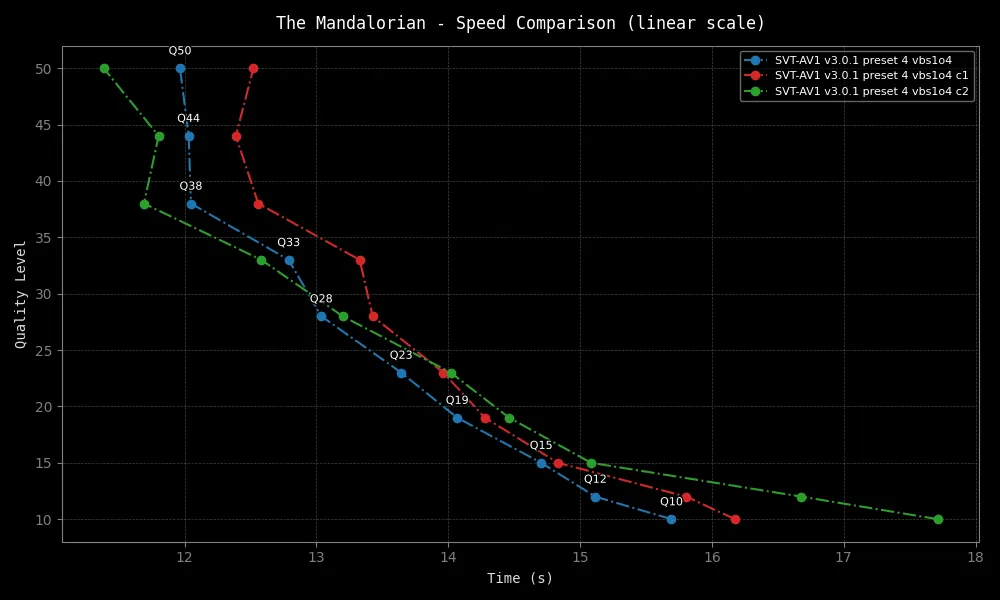 The Mandalorian - Speed Comparison (linear scale)
SVT-AV1 v3.0.1 preset 4 vbs1o4
SVT-AV1 v3.0.1 preset 4 vbs1o4 c1
SVT-AV1 v3.0.1 preset 4 vbs1o4 c2
Quality Level
50
45
40
35
30
25
20
15
10
Q50
Q44
Q38
Q33
Q28
Q23
Q19
Q15
Q12
Q10
12
13
14
15
16
17
18
Time (s)